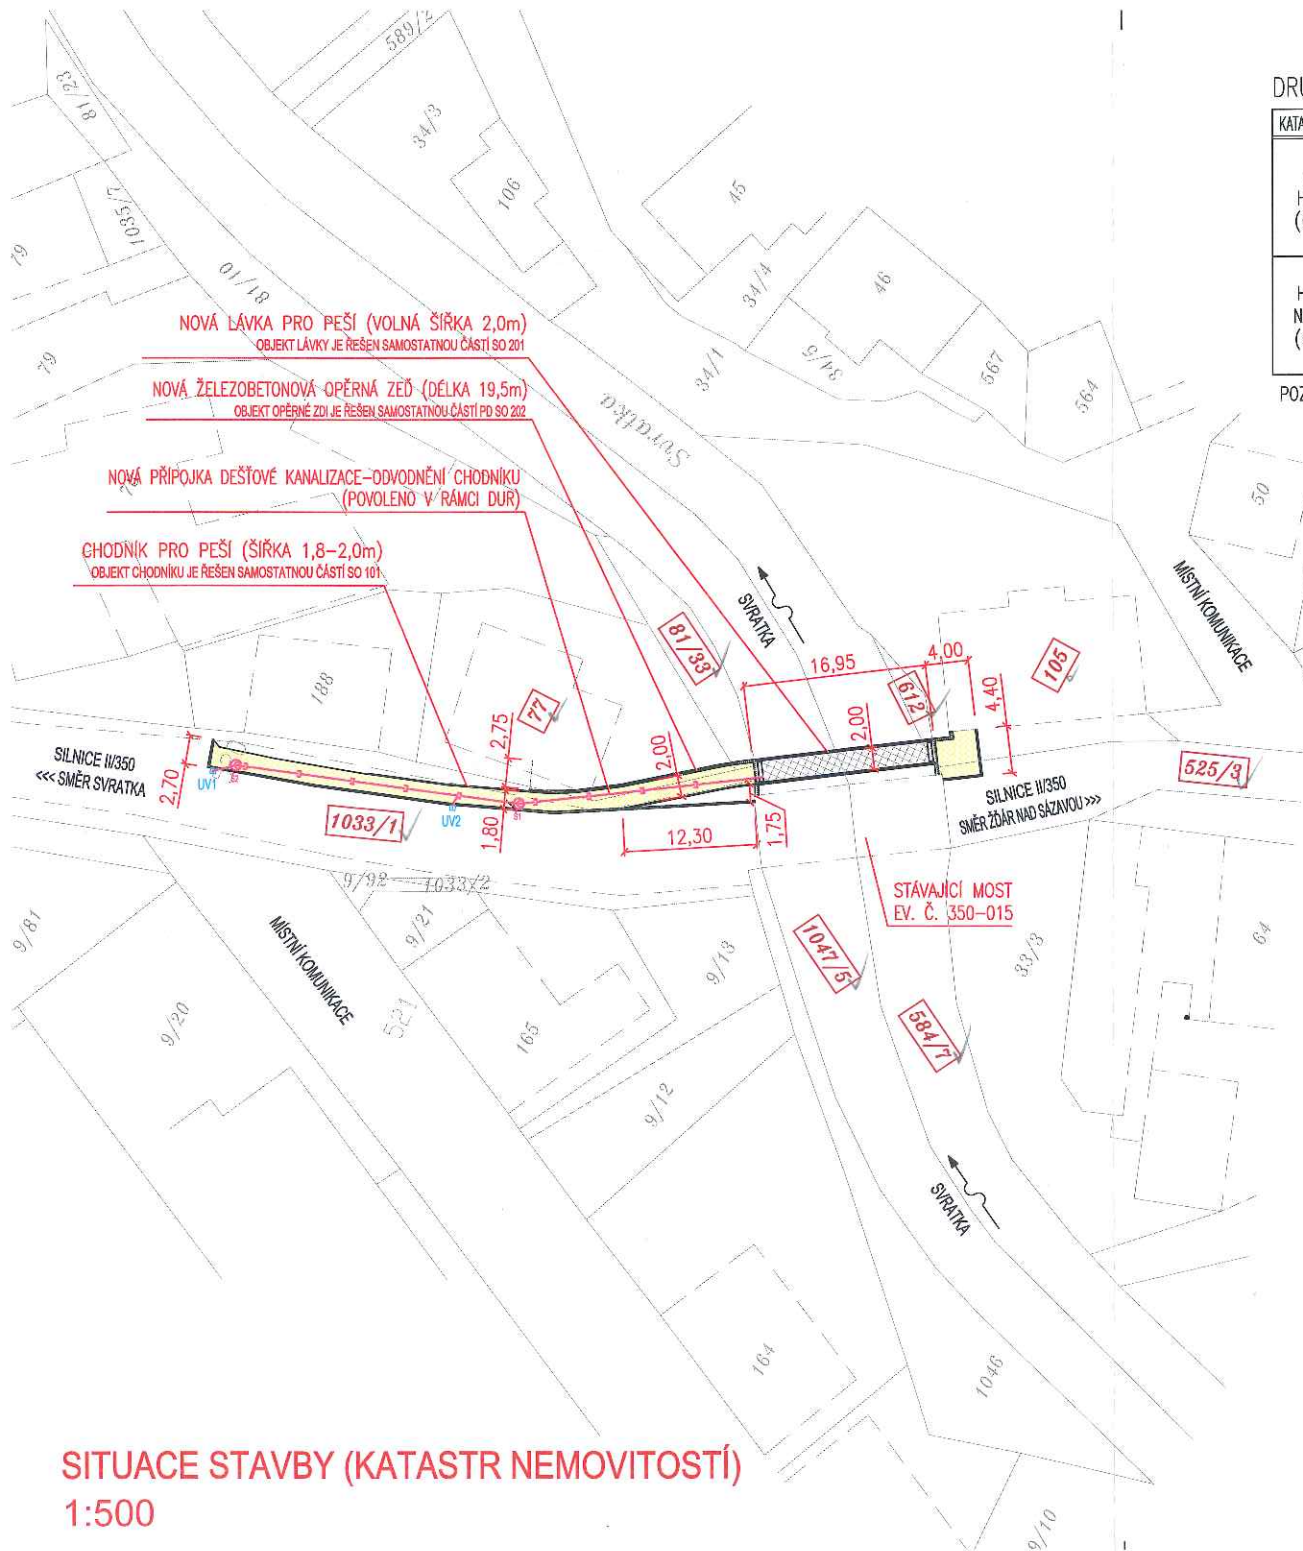 589/2
DRU
81/23
34/3
KATA
106
45
1035/7
79
81/10
34/4
46
NOVÁ LÁVKA PRO PEŠÍ (VOLNÁ ŠÍŘKA 2,0m)
OBJEKT LÁVKY JE ŘEŠEN SAMOSTATNOU ČÁSTÍ SO 201
79
34/1
34/5
567
564
NOVÁ ŽELEZOBETONOVÁ OPĚRNÁ ZEĎ (DÉLKA 19,5m)
OBJEKT OPĚRNÉ ZDI JE ŘEŠEN SAMOSTATNOU ČÁSTÍ PD SO 202
POZ
Svratka
NOVÁ PŘÍPOJKA DEŠŤOVÉ KANALIZACE-ODVODNĚNÍ CHODNÍKU
(POVOLENO V RÁMCI DUR)
50
CHODNÍK PRO PEŠÍ (ŠÍŘKA 1,8-2,0m)
OBJEKT CHODNÍKU JE ŘEŠEN SAMOSTATNOU ČÁSTÍ SO 101
MÍSTNÍ KOMUNIKACE
SVRATKA
81/33
16,95
4,00
105
188
77
612
4,40
2,75
2,00
2,00
SILNICE II/350
<<< SMĚR SVRATKA
2,70
UV1
UV2
1033/1
1,80
12,30
1,75
SILNICE II/350
SMĚR ŽĎÁR NAD SÁZAVOU >>>
525/3
9/92
1033/2
STÁVAJÍCÍ MOST
EV. Č. 350-015
9/81
MÍSTNÍ KOMUNIKACE
9/21
9/13
1047/5
33/3
64
9/20
521
165
584/7
9/12
SVRATKA
164
1046
SITUACE STAVBY (KATASTR NEMOVITOSTÍ)
1:500
9/10